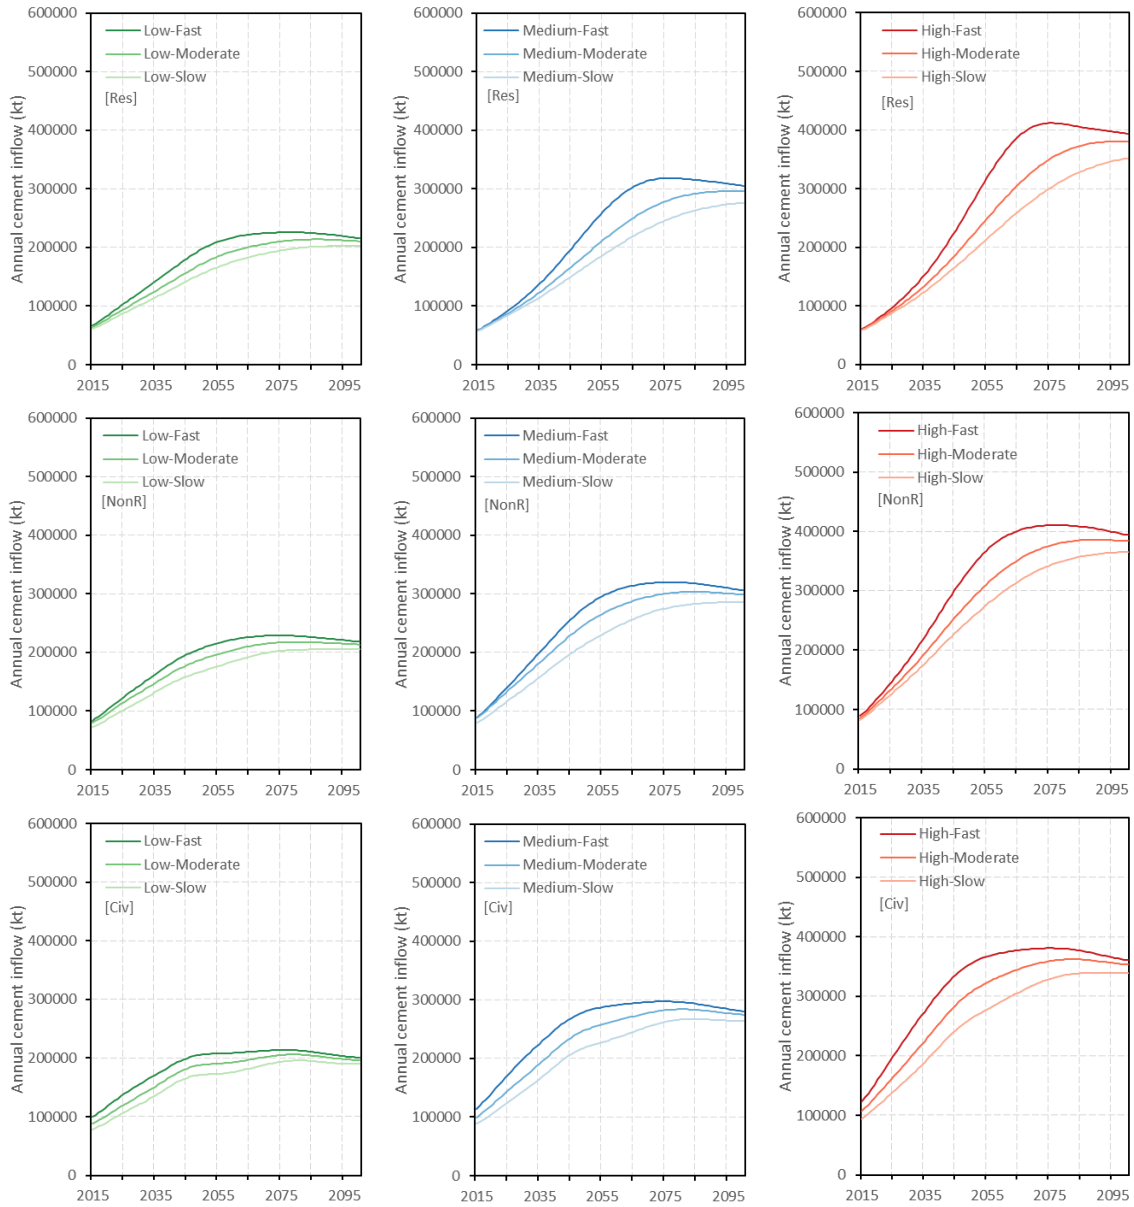 Annual cement inflow (kt)
600000
500000
400000
300000
200000
100000
0
Low-Fast
Low-Moderate
Low-Slow
[Res]
2015 2035 2055 2075 2095
Annual cement inflow (kt)
600000
500000
400000
300000
200000
100000
0
Medium-Fast
Medium-Moderate
Medium-Slow
[Res]
2015 2035 2055 2075 2095
Annual cement inflow (kt)
600000
500000
400000
300000
200000
100000
0
High-Fast
High-Moderate
High-Slow
[Res]
2015 2035 2055 2075 2095
Annual cement inflow (kt)
600000
500000
400000
300000
200000
100000
0
Low-Fast
Low-Moderate
Low-Slow
[NonR]
2015 2035 2055 2075 2095
Annual cement inflow (kt)
600000
500000
400000
300000
200000
100000
0
Medium-Fast
Medium-Moderate
Medium-Slow
[NonR]
2015 2035 2055 2075 2095
Annual cement inflow (kt)
600000
500000
400000
300000
200000
100000
0
High-Fast
High-Moderate
High-Slow
[NonR]
2015 2035 2055 2075 2095
Annual cement inflow (kt)
600000
500000
400000
300000
200000
100000
0
Low-Fast
Low-Moderate
Low-Slow
[Civ]
2015 2035 2055 2075 2095
Annual cement inflow (kt)
600000
500000
400000
300000
200000
100000
0
Medium-Fast
Medium-Moderate
Medium-Slow
[Civ]
2015 2035 2055 2075 2095
Annual cement inflow (kt)
600000
500000
400000
300000
200000
100000
0
High-Fast
High-Moderate
High-Slow
[Civ]
2015 2035 2055 2075 2095